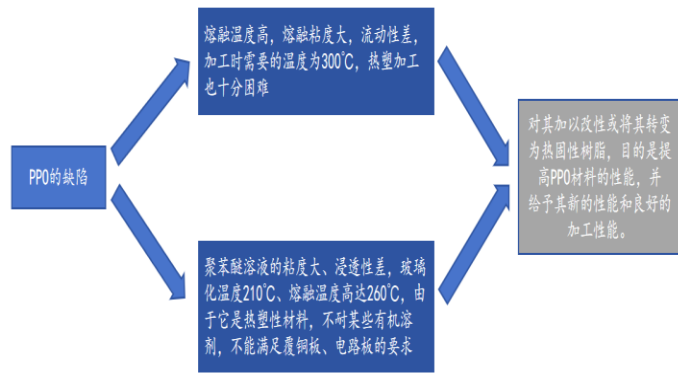 PPO的缺陷
熔融温度高，熔融粘度大，流动性差，
加工时需要的温度为300℃，热塑加工
也十分困难
聚苯醚溶液的粘度大、浸透性差，玻璃
化温度210℃、熔融温度高达260℃，由
于它是热塑性材料，不耐某些有机溶
剂，不能满足覆铜板、电路板的要求
对其加以改性或将其转变
为热固性树脂，目的是提
高PPO材料的性能，并
给予其新的性能和良好的
加工性能。